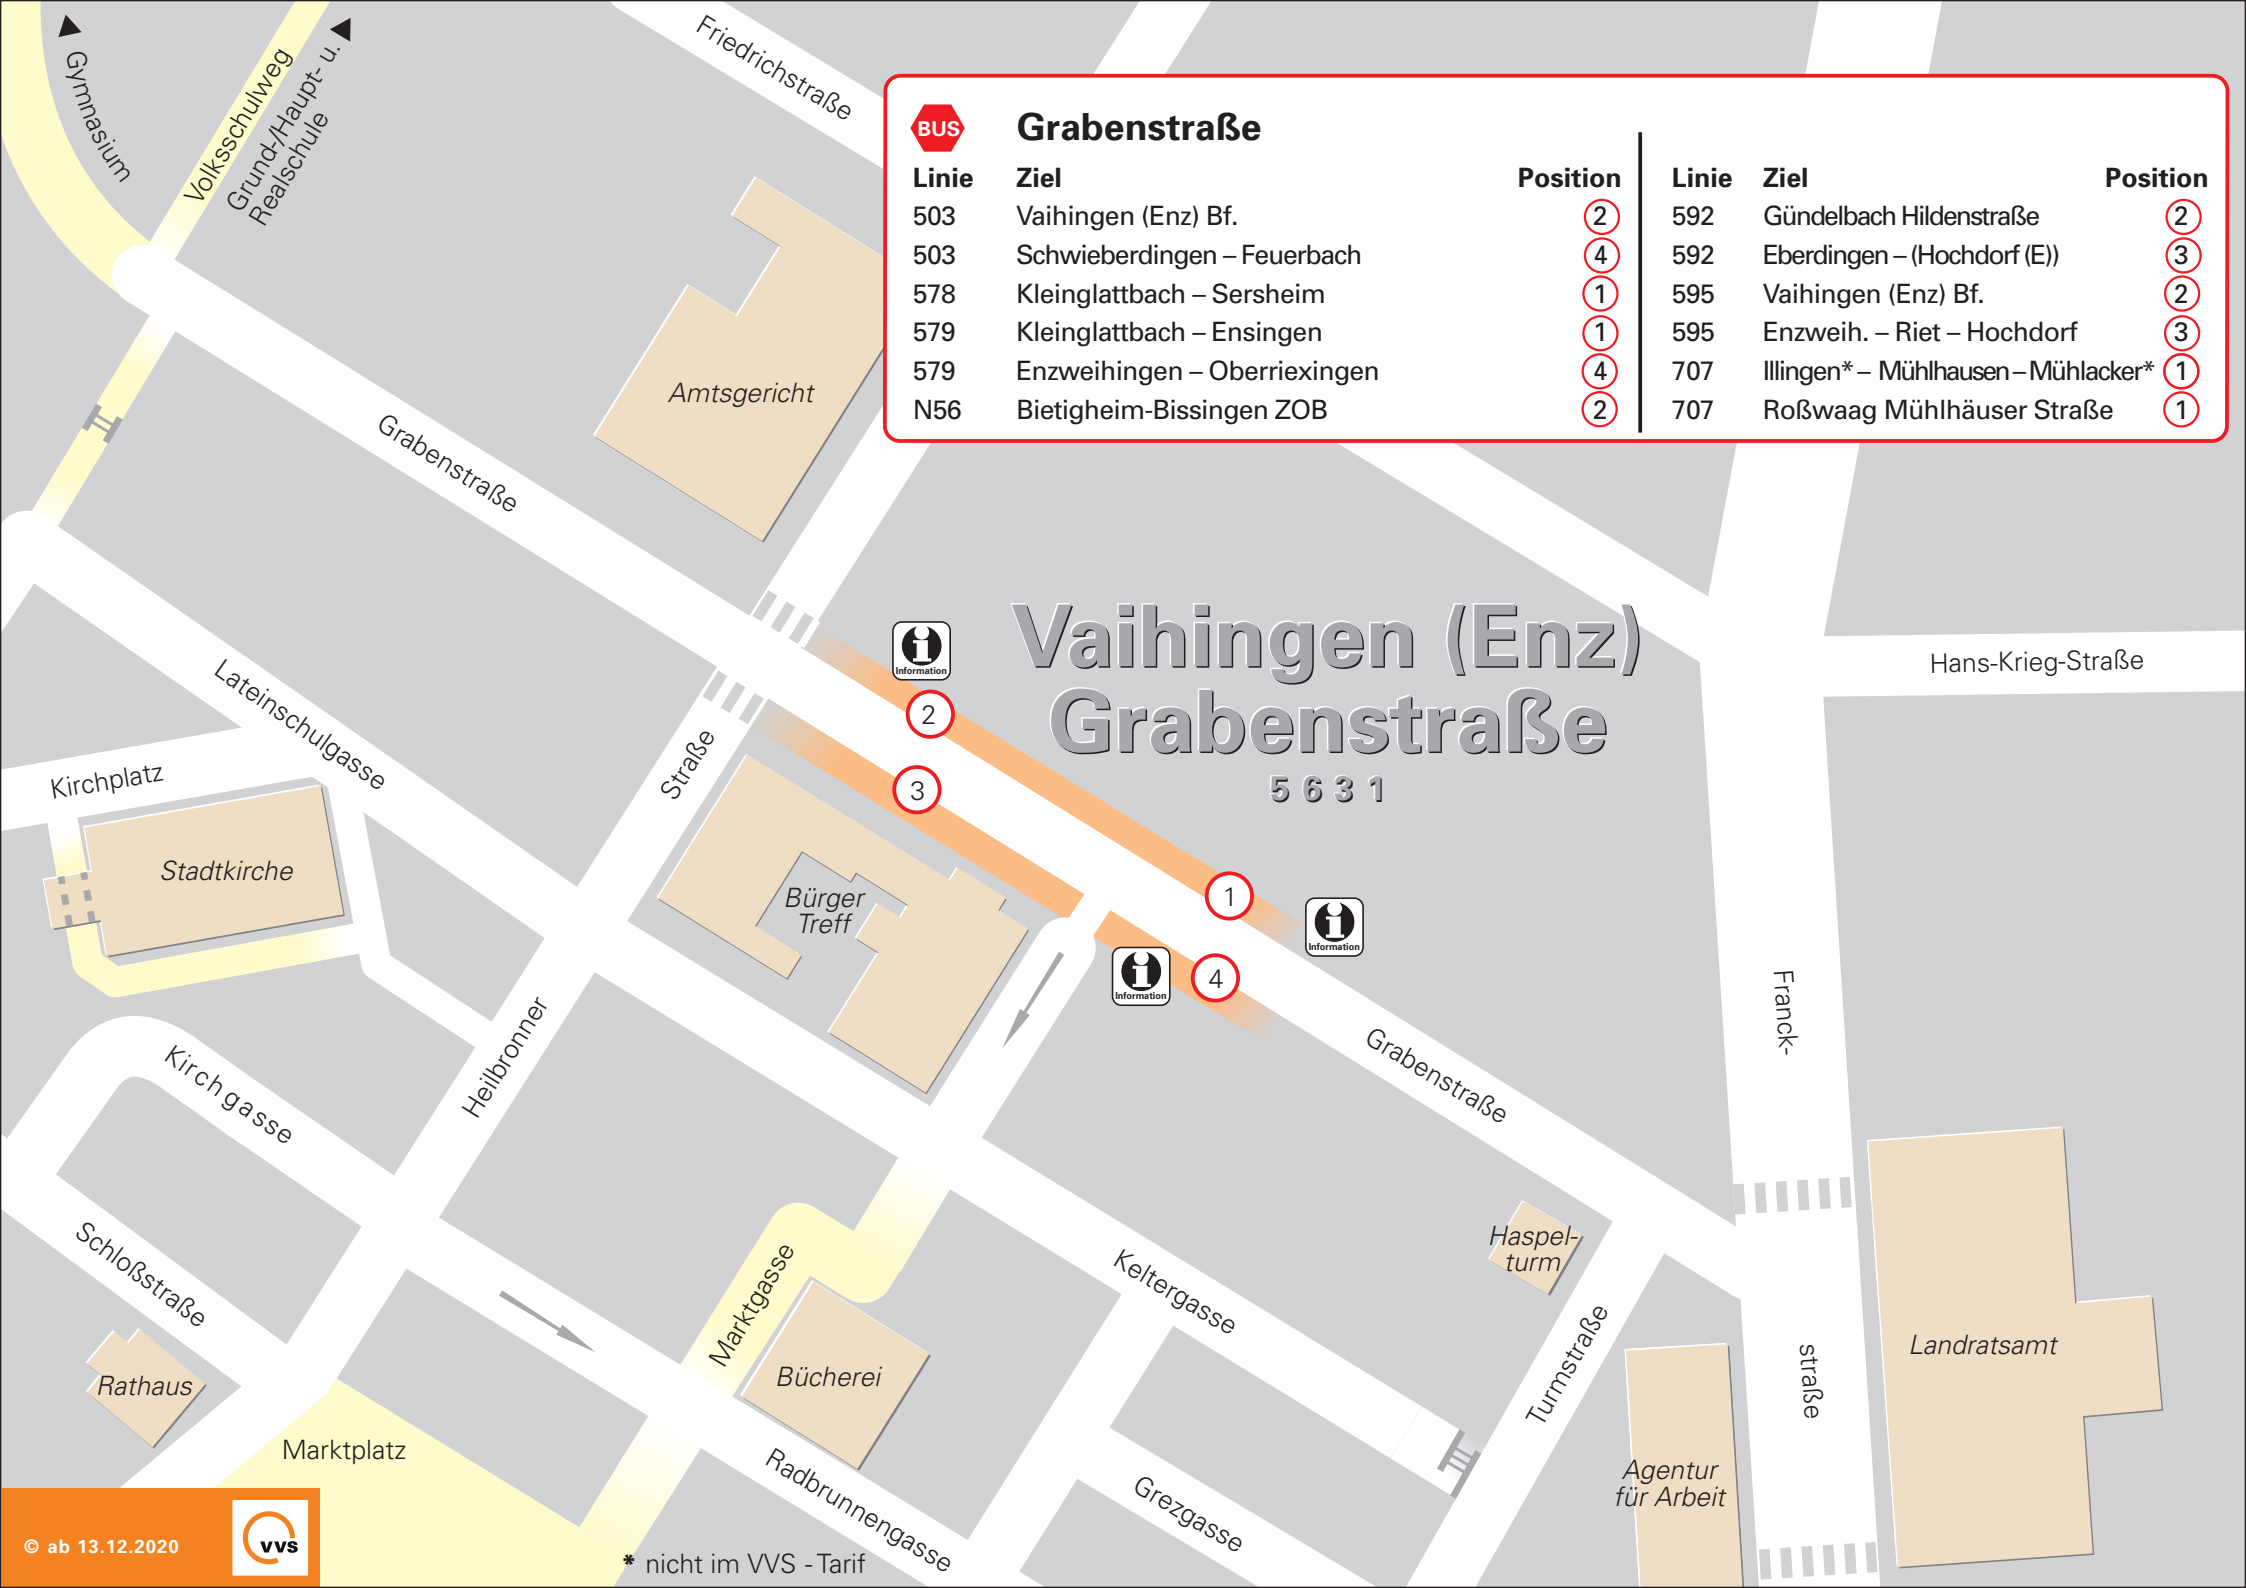 Gymnasium
Volksschulweg
Grund-/Haupt- u.
Realschule
Friedrichstraße
BUS
Grabenstraße
Linie Ziel Position
503 Vaihingen (Enz) Bf. 2
503 Schwieberdingen – Feuerbach 4
578 Kleinglattbach – Sersheim 1
579 Kleinglattbach – Ensingen 1
579 Enzweihingen – Oberriexingen 4
N56 Bietigheim-Bissingen ZOB 2
Linie Ziel Position
592 Gündelbach Hildenstraße 2
592 Eberdingen – (Hochdorf (E)) 3
595 Vaihingen (Enz) Bf. 2
595 Enzweih. – Riet – Hochdorf 3
707 Illingen* – Mühlhausen – Mühlacker* 1
707 Roßwaag Mühlhäuser Straße 1
Amtsgericht
Grabenstraße
Vaihingen (Enz)
Grabenstraße
5631
Information
2
3
1
Information
4
Information
Hans-Krieg-Straße
Lateinschulgasse
Straße
Kirchplatz
Stadtkirche
Bürger
Treff
Franck-
Heilbronner
Kirchgasse
Grabenstraße
Schloßstraße
Haspel-
turm
Keltergasse
Marktgasse
Turmstraße
Landratsamt
straße
Rathaus
Bücherei
Marktplatz
Radbrunnengasse
Grezgasse
Agentur
für Arbeit
© ab 13.12.2020
vvs
* nicht im VVS - Tarif